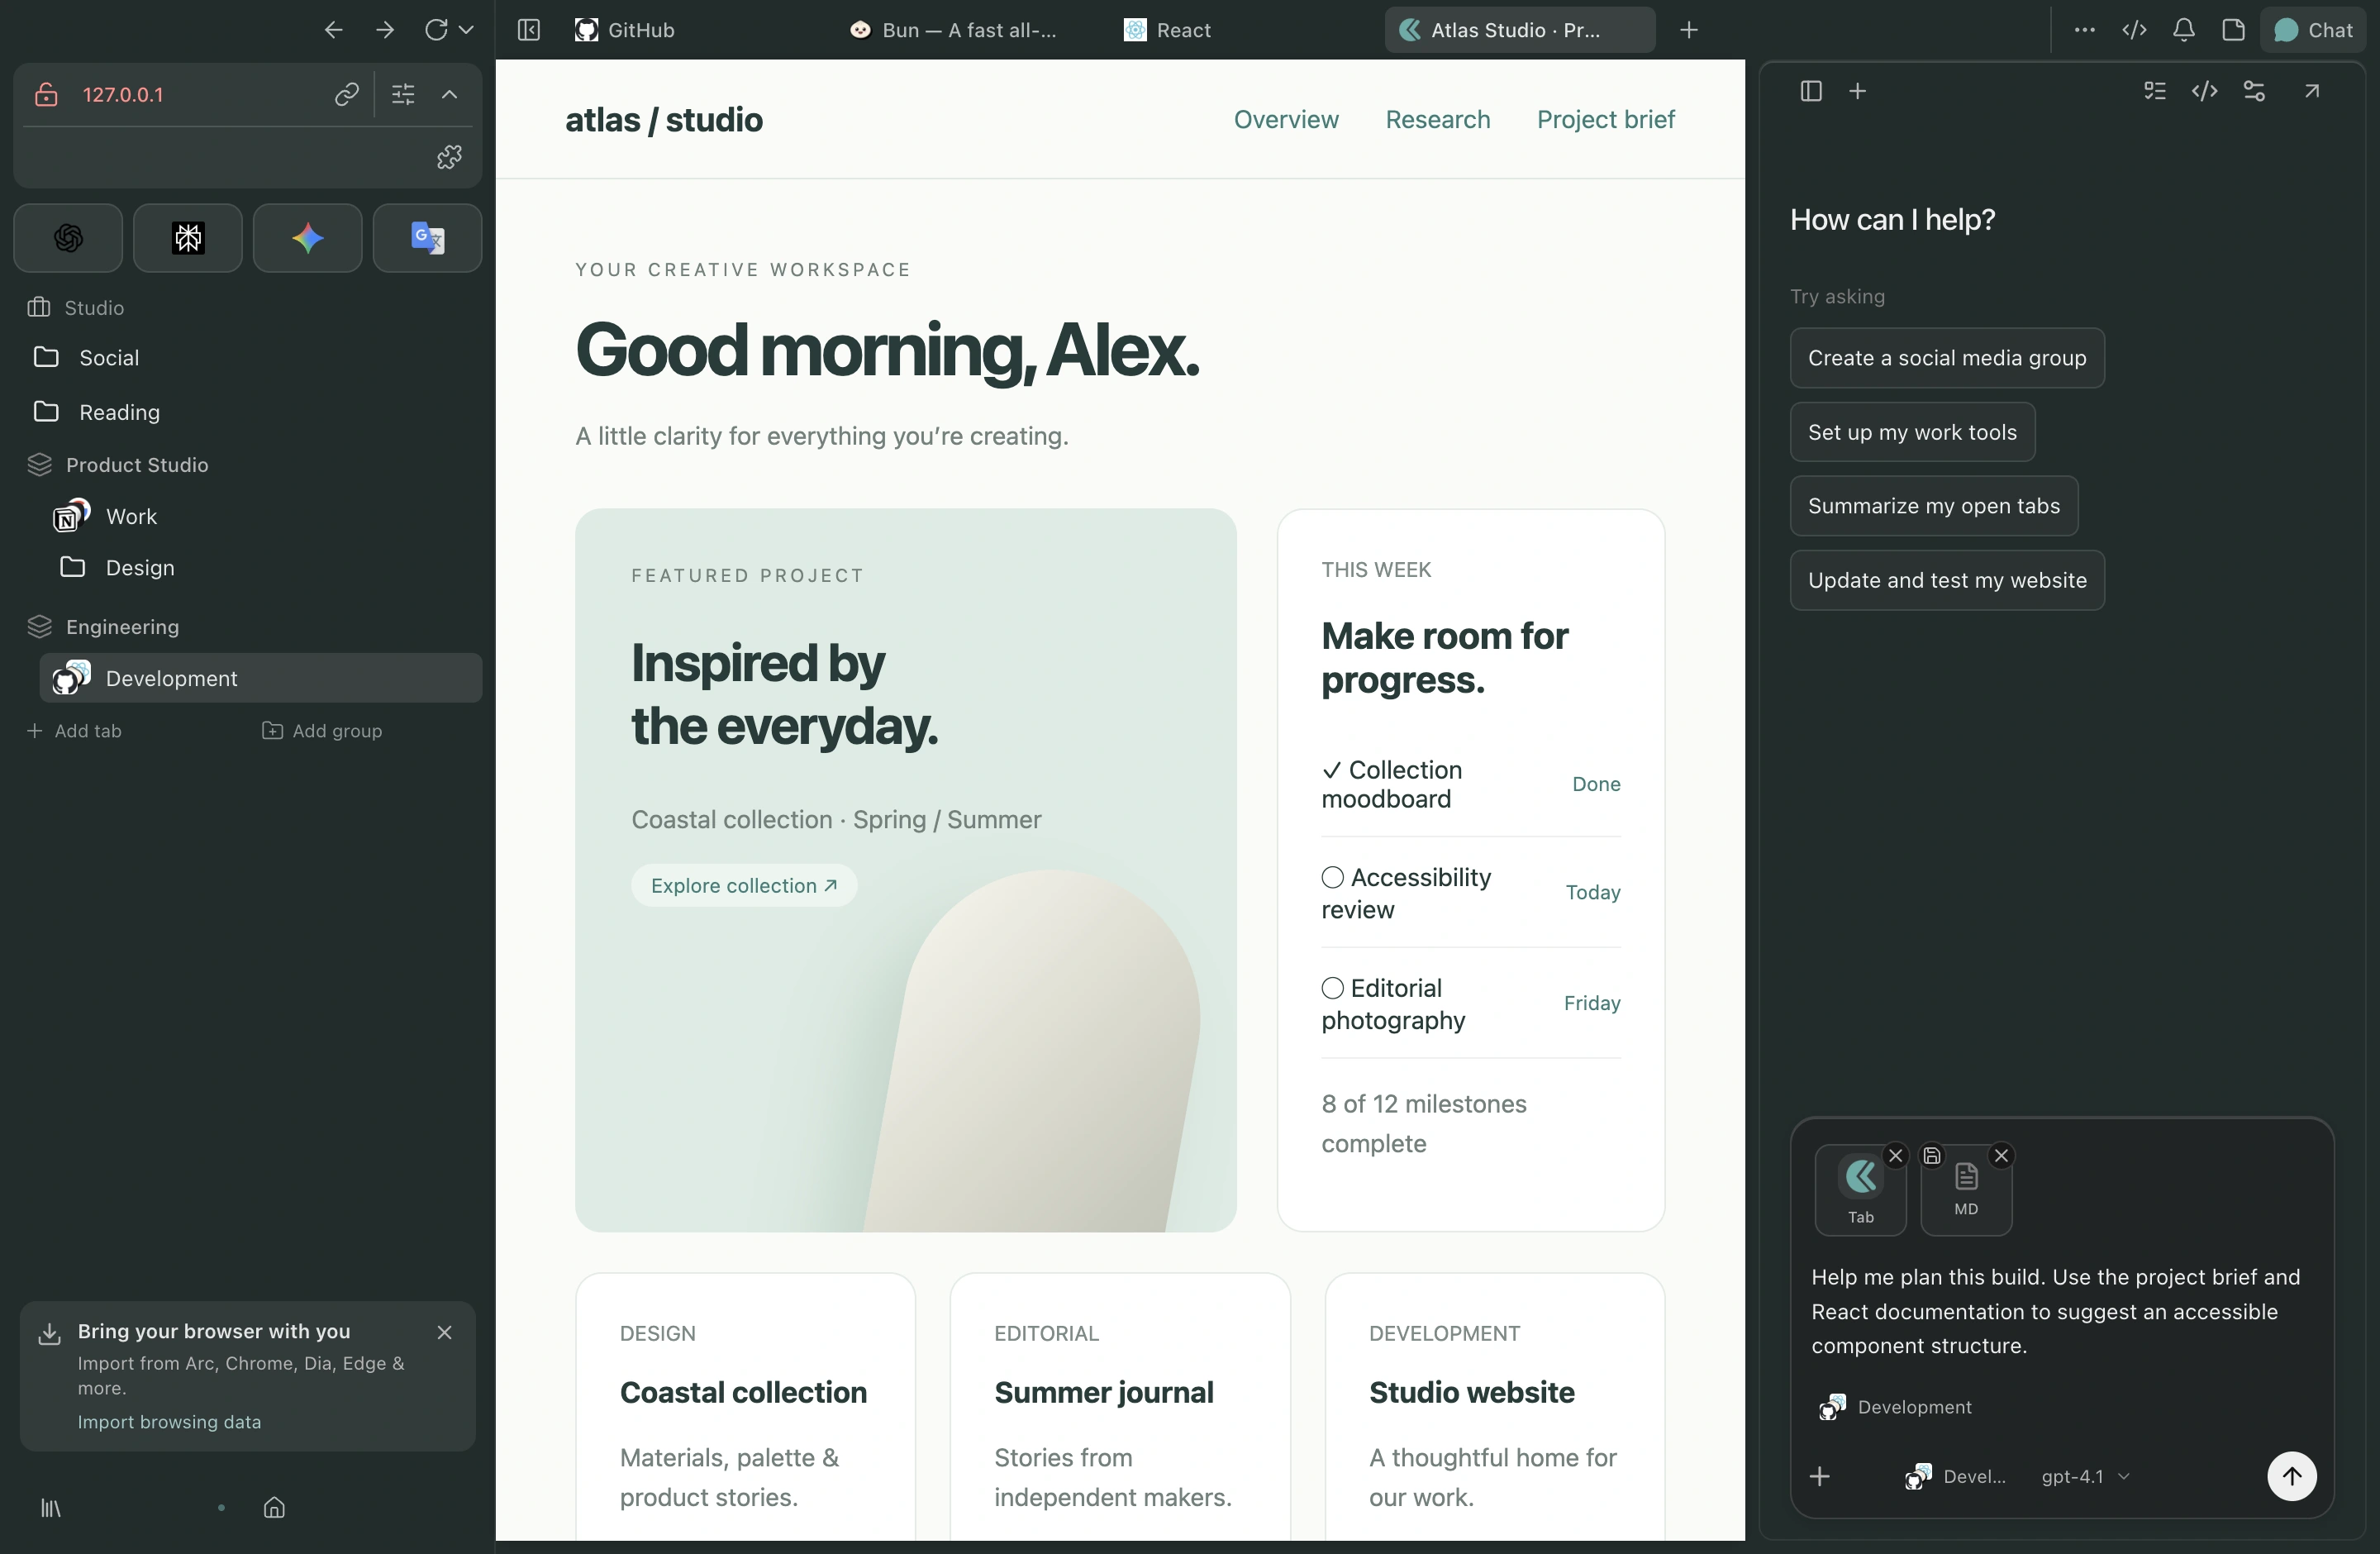 GitHub
Bun — A fast all-...
React
Atlas Studio · Pr...
Chat
127.0.0.1
Studio
Social
Reading
Product Studio
Work
Design
Engineering
Development
Add tab
Add group
Bring your browser with you
Import from Arc, Chrome, Dia, Edge &
more.
Import browsing data
atlas / studio
Overview
Research
Project brief
YOUR CREATIVE WORKSPACE
Good morning, Alex.
A little clarity for everything you’re creating.
FEATURED PROJECT
Inspired by
the everyday.
Coastal collection · Spring / Summer
Explore collection ↗
THIS WEEK
Make room for
progress.
✓ Collection
moodboard
Done
○ Accessibility
review
Today
○ Editorial
photography
Friday
8 of 12 milestones
complete
DESIGN
Coastal collection
Materials, palette &
product stories.
EDITORIAL
Summer journal
Stories from
independent makers.
DEVELOPMENT
Studio website
A thoughtful home for
our work.
How can I help?
Try asking
Create a social media group
Set up my work tools
Summarize my open tabs
Update and test my website
Tab
MD
Help me plan this build. Use the project brief and
React documentation to suggest an accessible
component structure.
Development
Devel...
gpt-4.1